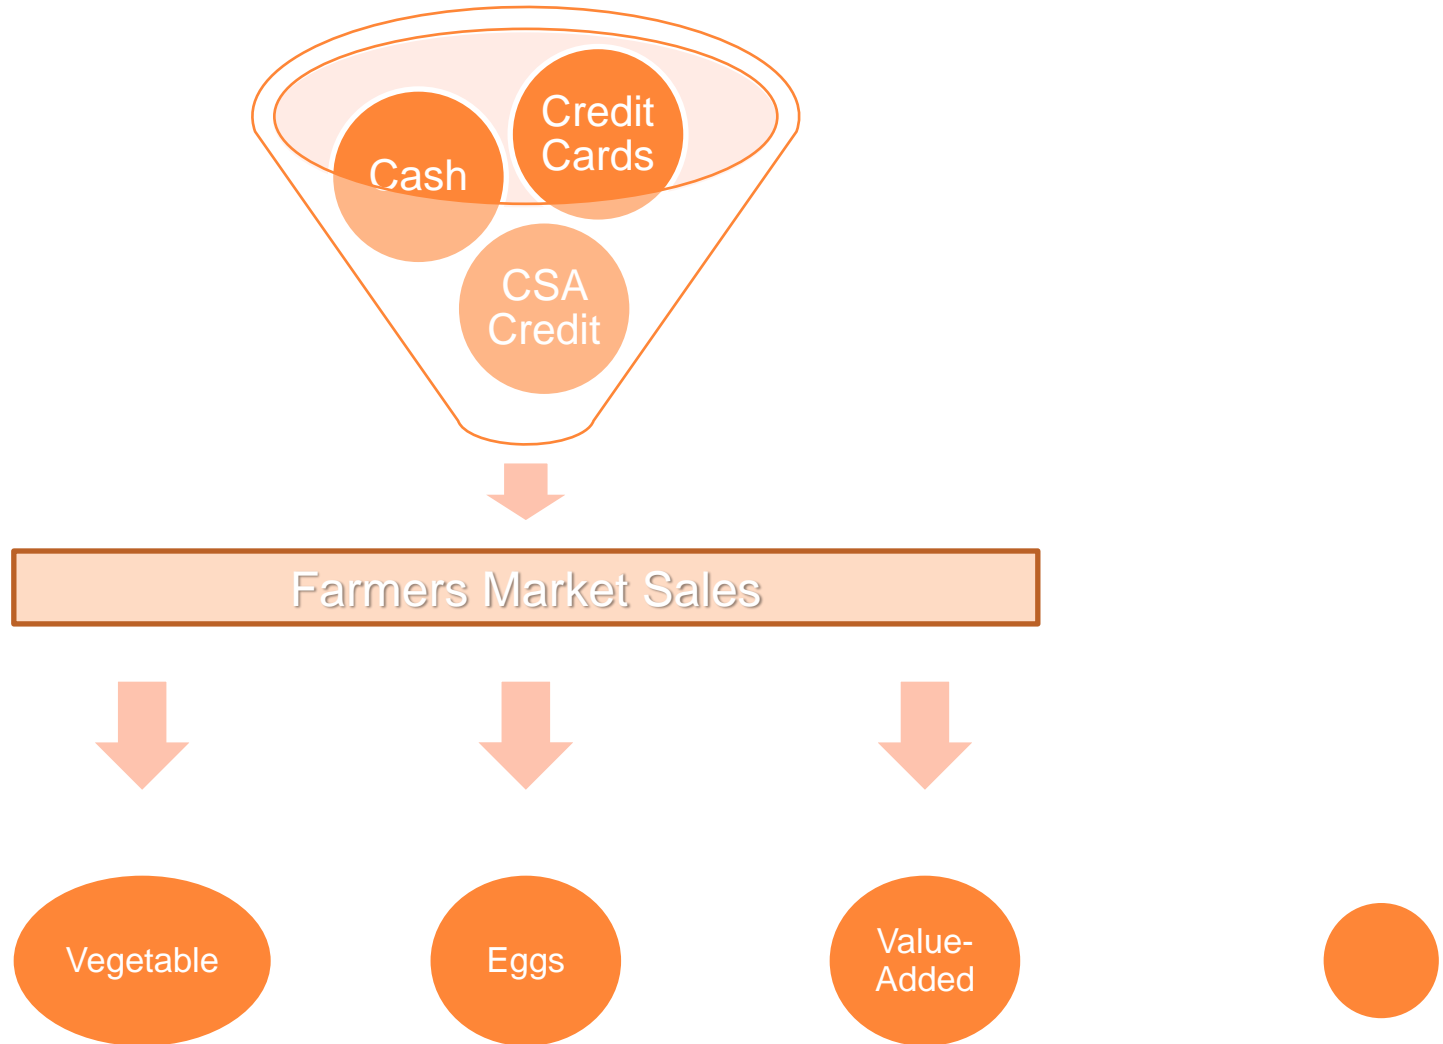 Credit
Cards
Cash
CSA
Credit
Farmers Market Sales
Vegetable
Eggs
Value-
Added